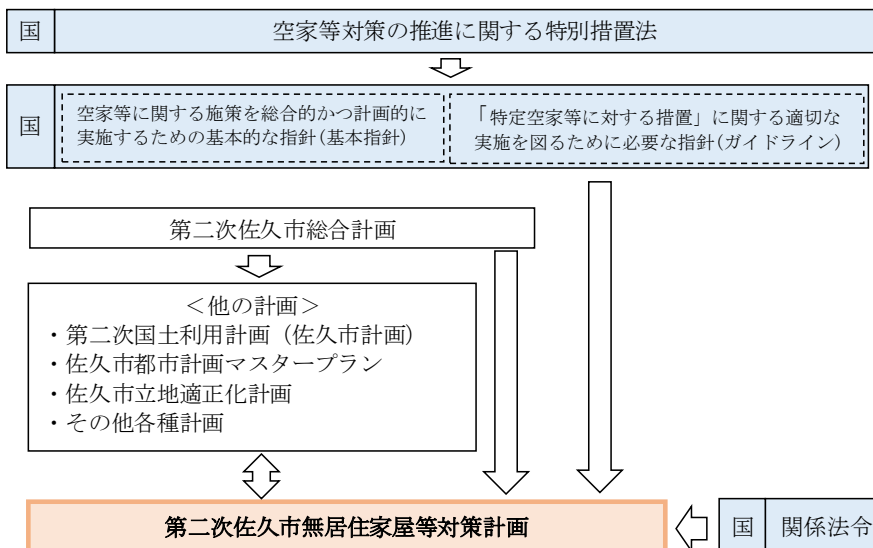 国
空家等対策の推進に関する特別措置法
国
空家等に関する施策を総合的かつ計画的に
実施するための基本的な指針(基本指針)
「特定空家等に対する措置」に関する適切な
実施を図るために必要な指針(ガイドライン)
第二次佐久市総合計画
＜他の計画＞
・第二次国土利用計画（佐久市計画）
・佐久市都市計画マスタープラン
・佐久市立地適正化計画
・その他各種計画
第二次佐久市無居住家屋等対策計画
国
関係法令